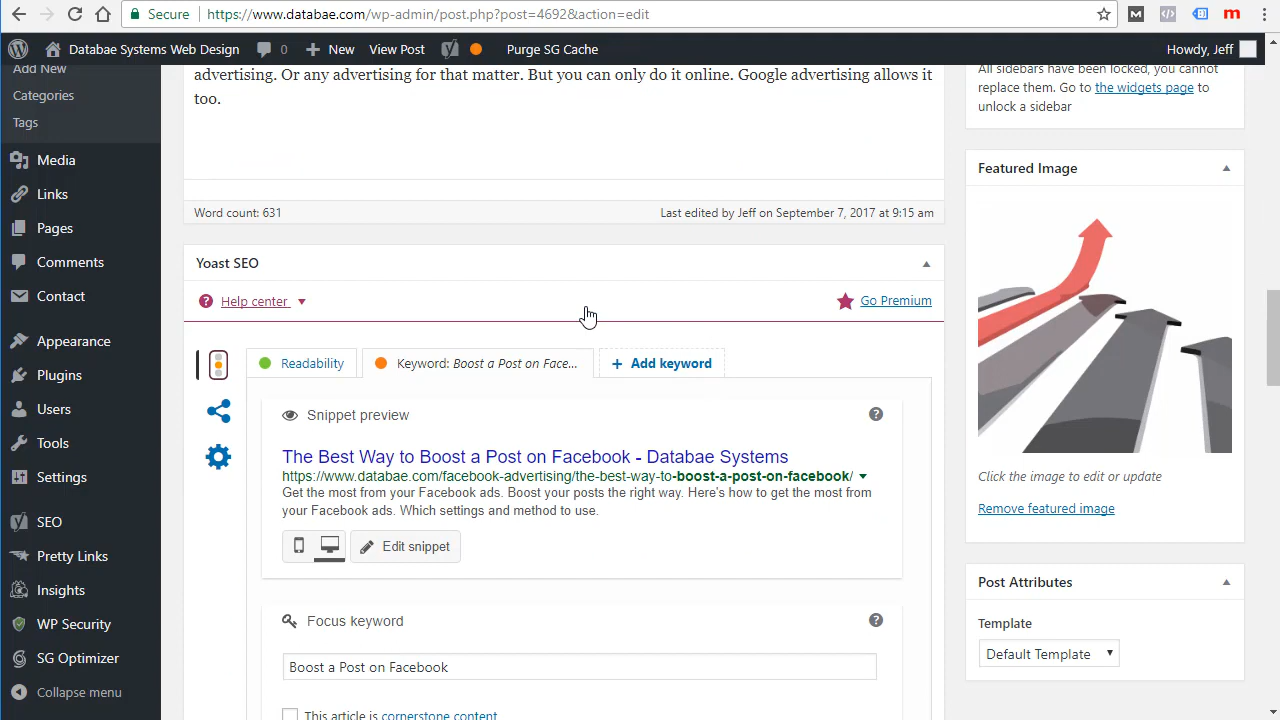 Secure https://www.databae.com/wp-admin/post.php?post=4692&action=edit
Databae Systems Web Design 0 New View Post Purge SG Cache Howdy, Jeff
Add New
Categories
Tags
Media
Links
Pages
Comments
Contact
Appearance
Plugins
Users
Tools
Settings
SEO
Pretty Links
Insights
WP Security
SG Optimizer
Collapse menu
advertising. Or any advertising for that matter. But you can only do it online. Google advertising allows it
too.
Word count: 631 Last edited by Jeff on September 7, 2017 at 9:15 am
Yoast SEO
Help center Go Premium
Readability Keyword: Boost a Post on Face... + Add keyword
Snippet preview
The Best Way to Boost a Post on Facebook - Databae Systems
https://www.databae.com/facebook-advertising/the-best-way-to-boost-a-post-on-facebook/
Get the most from your Facebook ads. Boost your posts the right way. Here's how to get the most from
your Facebook ads. Which settings and method to use.
Edit snippet
Focus keyword
Boost a Post on Facebook
This article is cornerstone content
All sidebars have been locked, you cannot
replace them. Go to the widgets page to
unlock a sidebar
Featured Image
Click the image to edit or update
Remove featured image
Post Attributes
Template
Default Template